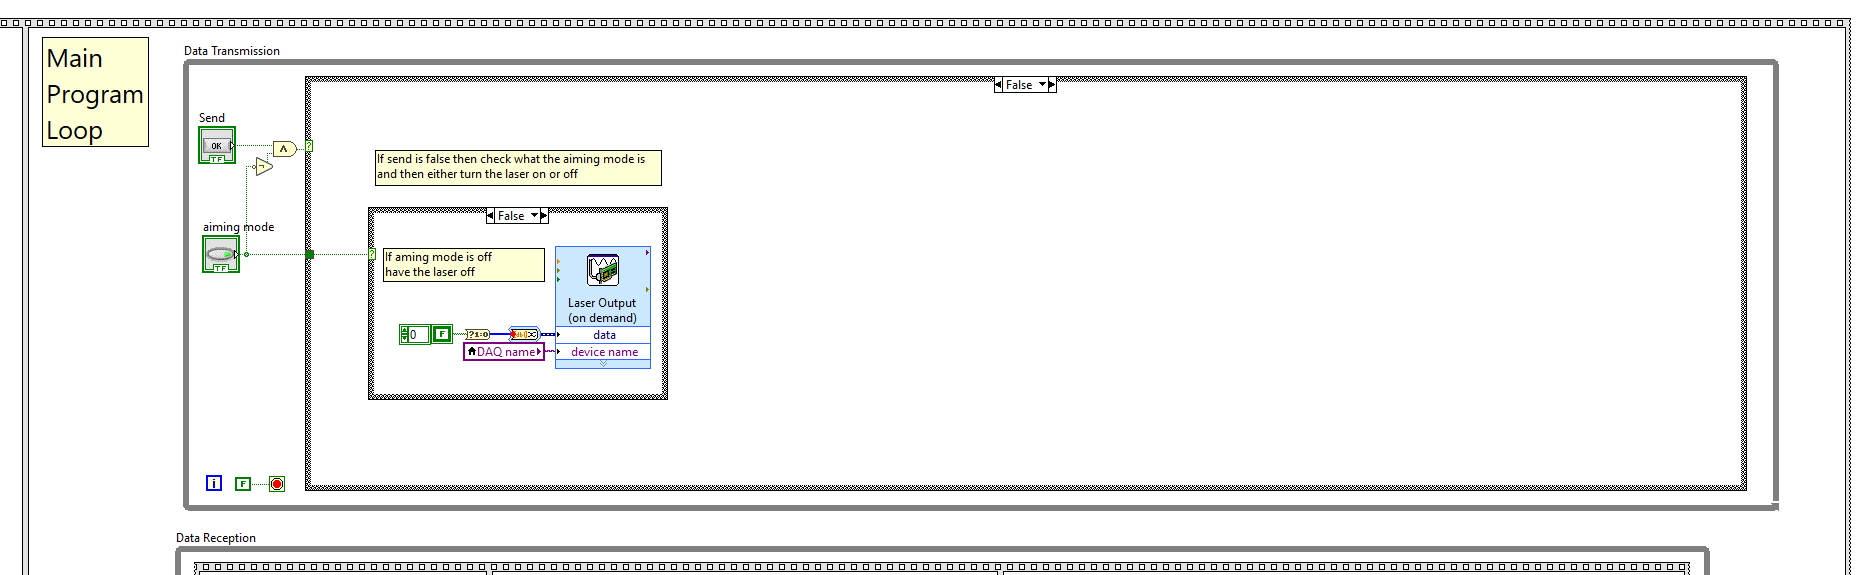 Main
Program
Loop
Data Transmission
False
Send
OK
TF
If send is false then check what the aiming mode is
and then either turn the laser on or off
aiming mode
TF
False
If aming mode is off
have the laser off
Laser Output
(on demand)
0
F
?1:0
data
DAQ name
device name
i
F
Data Reception